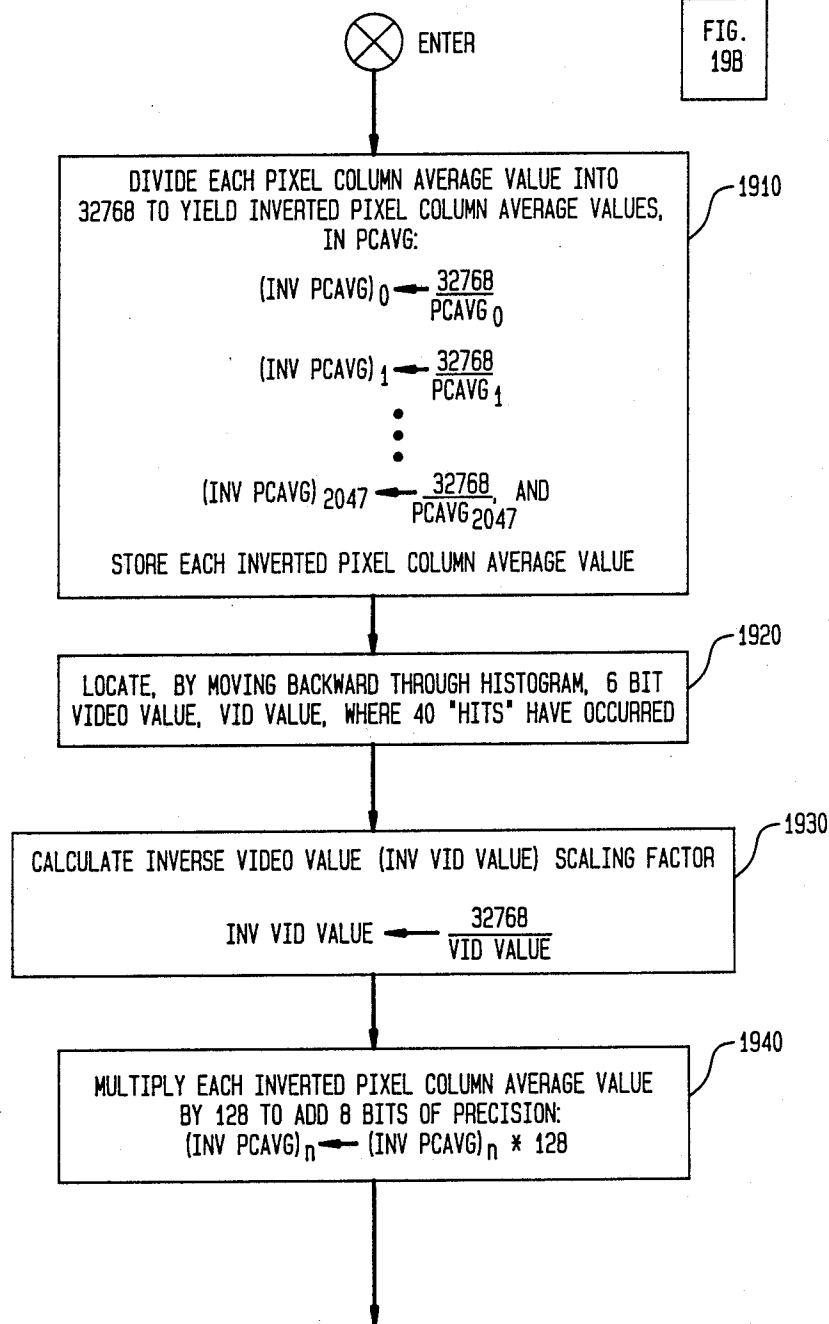 ENTER
FIG.
19B
DIVIDE EACH PIXEL COLUMN AVERAGE VALUE INTO
32768 TO YIELD INVERTED PIXEL COLUMN AVERAGE VALUES,
IN PCAVG:
1910
(INV PCAVG)0 ← 32768
PCAVG0
(INV PCAVG)1 ← 32768
PCAVG1
(INV PCAVG)2047 ← 32768, AND
PCAVG2047
STORE EACH INVERTED PIXEL COLUMN AVERAGE VALUE
1920
LOCATE, BY MOVING BACKWARD THROUGH HISTOGRAM, 6 BIT
VIDEO VALUE, VID VALUE, WHERE 40 "HITS" HAVE OCCURRED
1930
CALCULATE INVERSE VIDEO VALUE (INV VID VALUE) SCALING FACTOR
INV VID VALUE ← 32768
VID VALUE
1940
MULTIPLY EACH INVERTED PIXEL COLUMN AVERAGE VALUE
BY 128 TO ADD 8 BITS OF PRECISION:
(INV PCAVG)n ← (INV PCAVG)n * 128